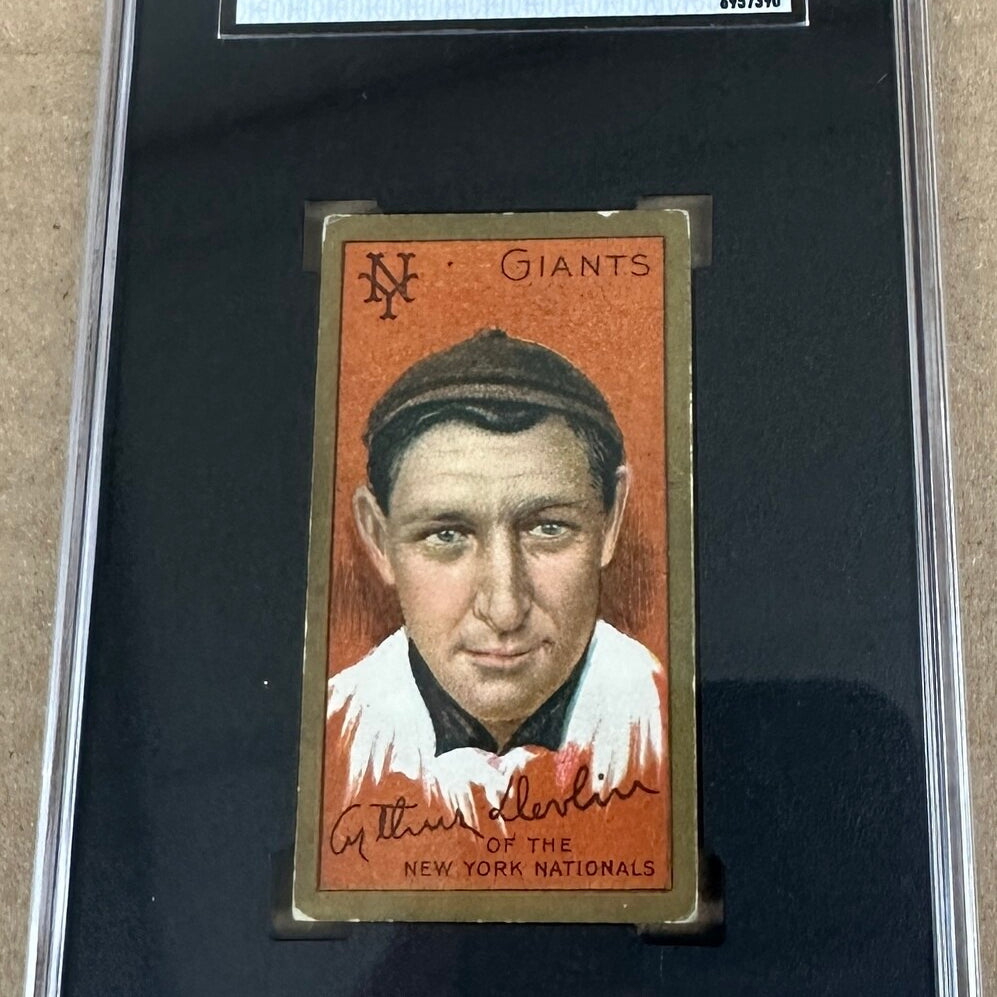 NY GIANTS
Arthur Devlin
OF THE
NEW YORK NATIONALS